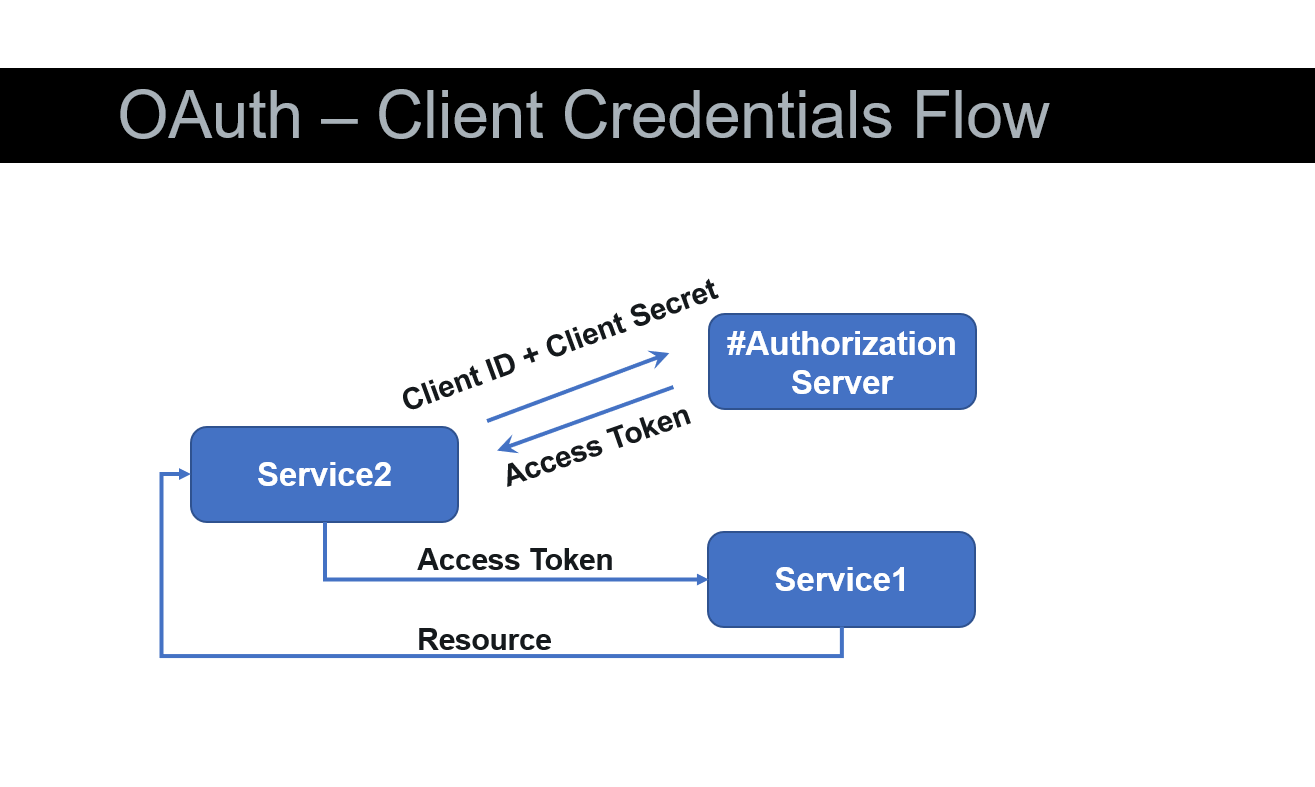 OAuth – Client Credentials Flow
Client ID + Client Secret
#Authorization
Server
Access Token
Service2
Access Token
Service1
Resource